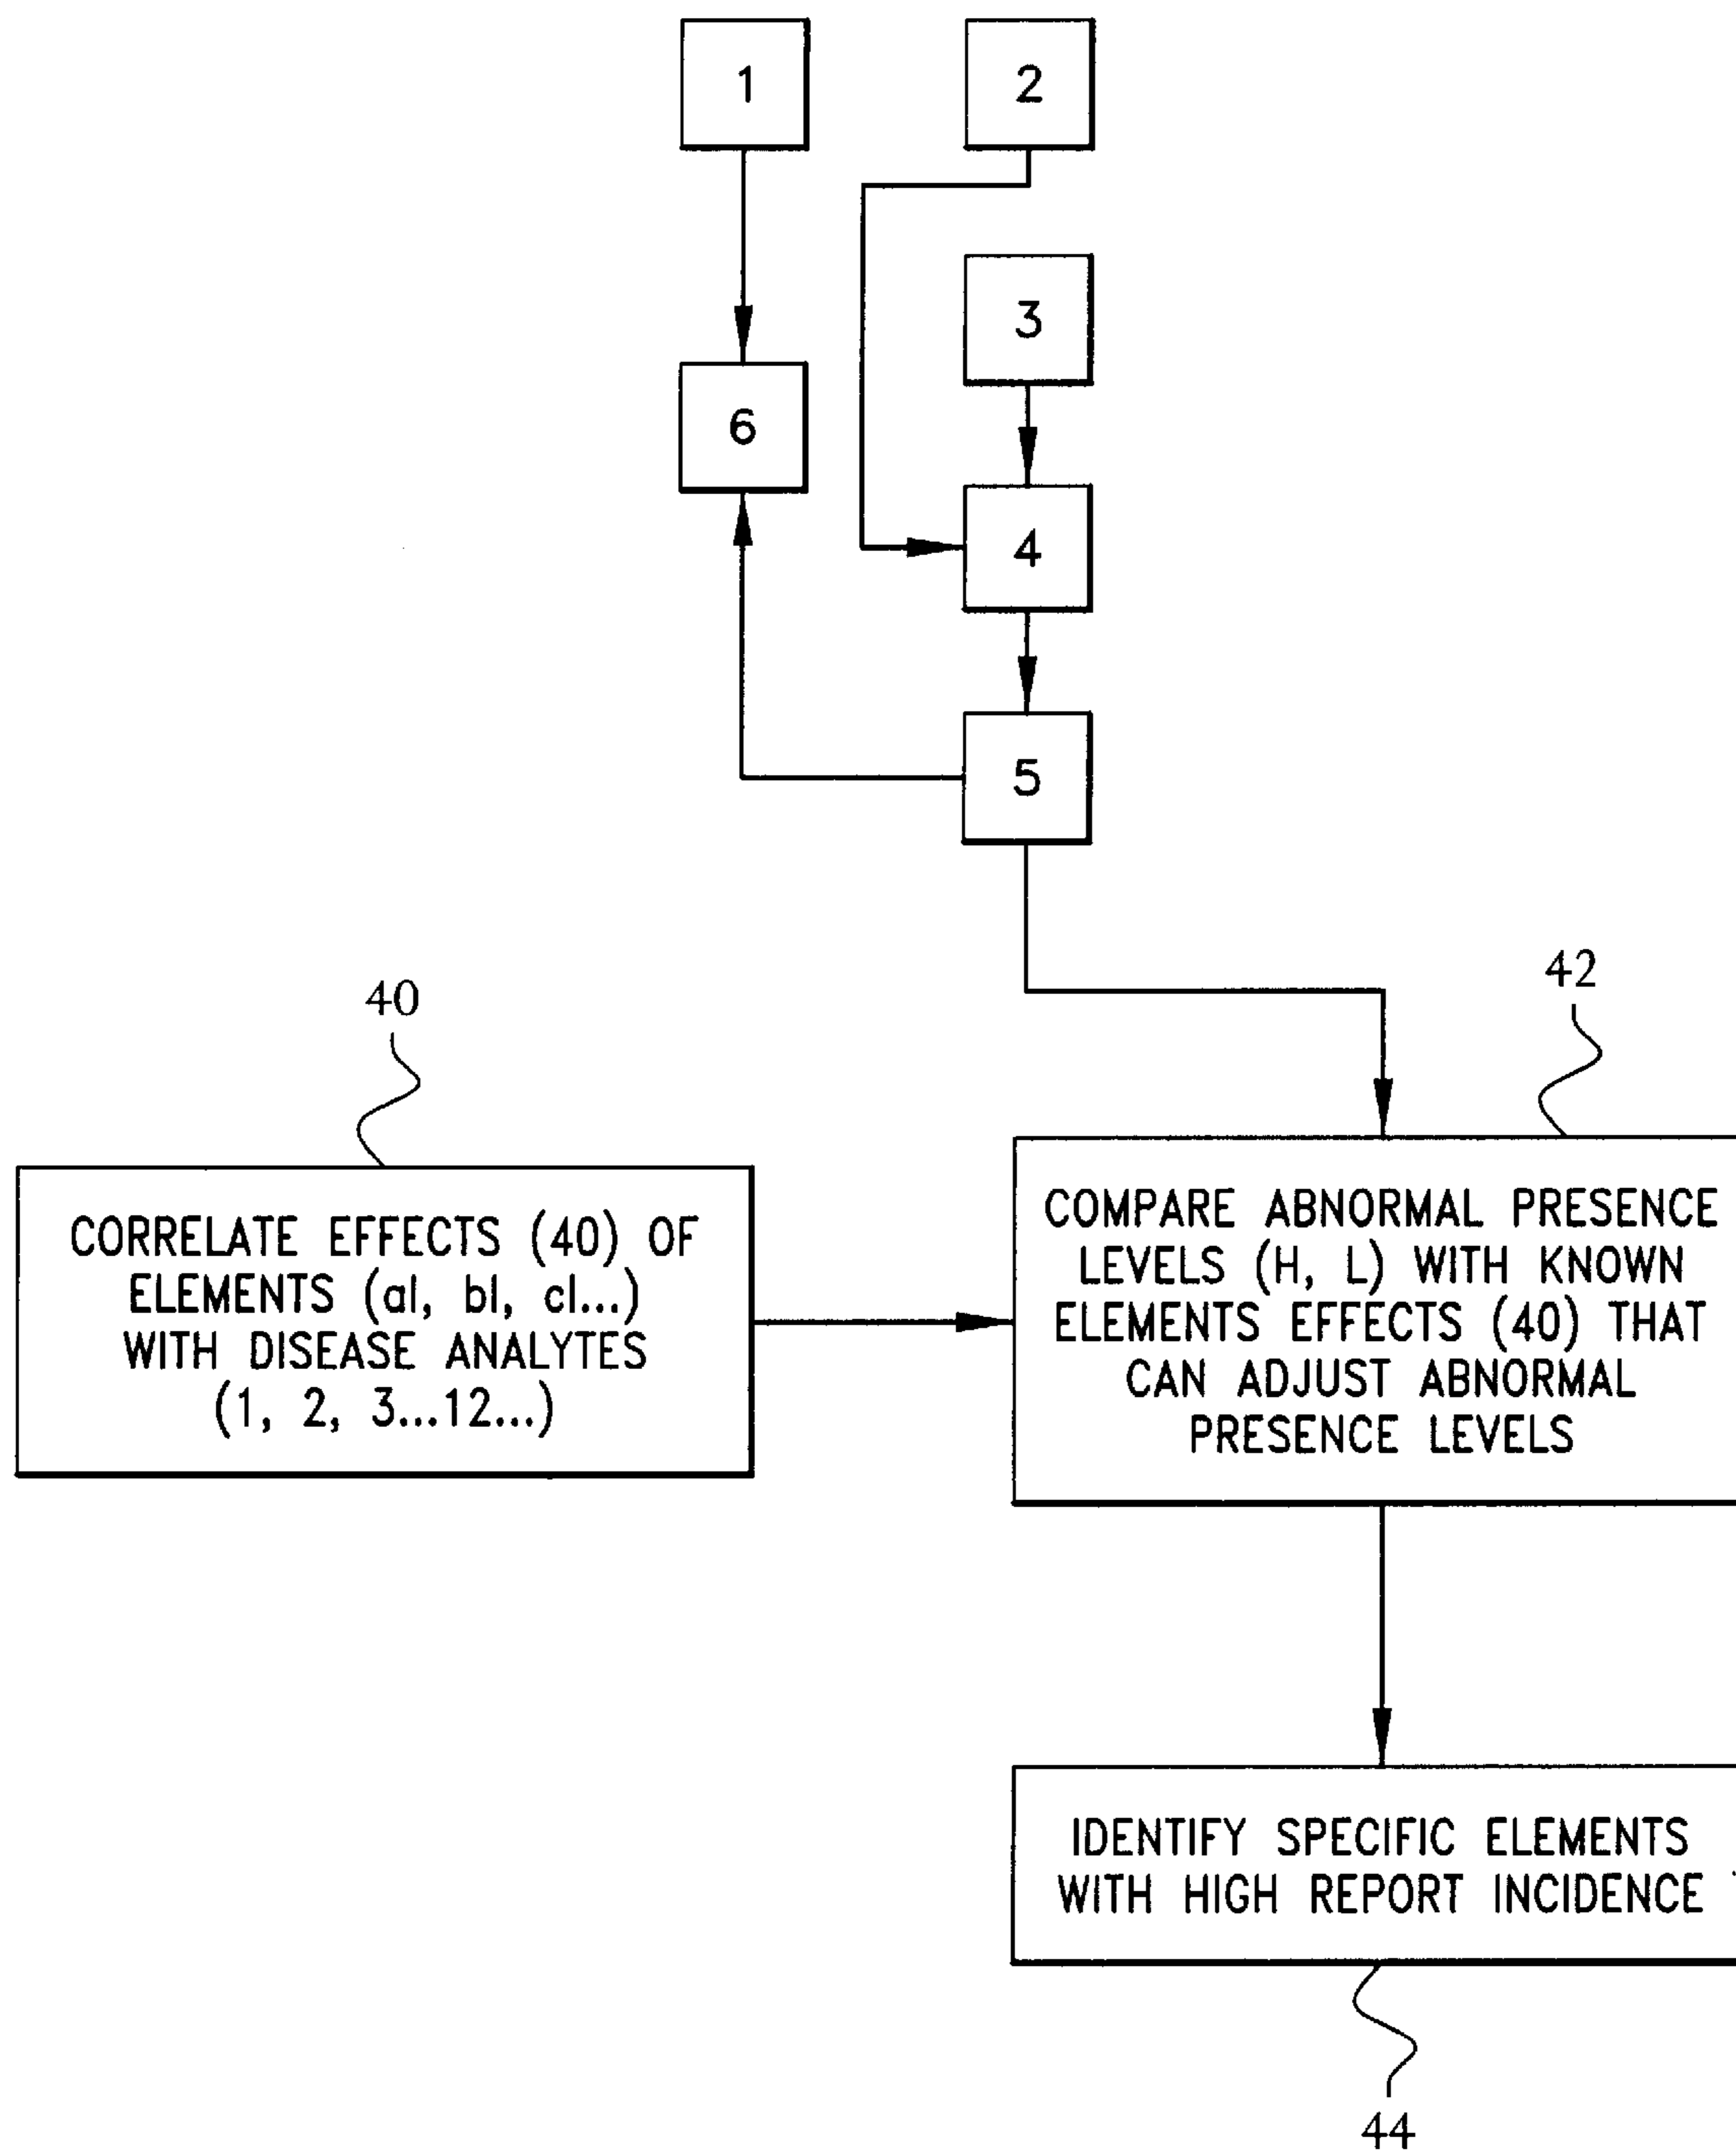 1
2
3
6
4
5
40
42
CORRELATE EFFECTS (40) OF
ELEMENTS (al, bl, cl...)
WITH DISEASE ANALYTES
(1, 2, 3...12...)
COMPARE ABNORMAL PRESENCE
LEVELS (H, L) WITH KNOWN
ELEMENTS EFFECTS (40) THAT
CAN ADJUST ABNORMAL
PRESENCE LEVELS
IDENTIFY SPECIFIC ELEMENTS
WITH HIGH REPORT INCIDENCE
44